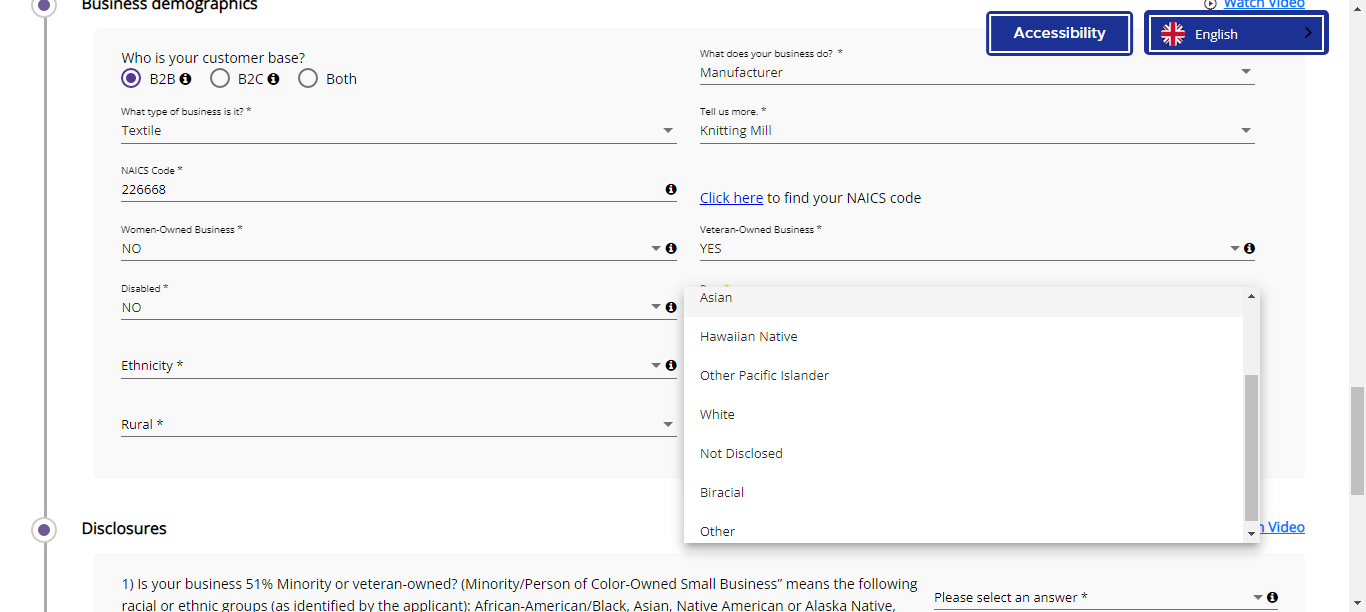 Business demographics
Watch Video
Accessibility
English
Who is your customer base?
B2B B2C Both
What does your business do? *
Manufacturer
What type of business is it? *
Textile
Tell us more. *
Knitting Mill
NAICS Code *
226668
Click here to find your NAICS code
Women-Owned Business *
NO
Veteran-Owned Business *
YES
Disabled *
NO
Asian
Hawaiian Native
Other Pacific Islander
White
Not Disclosed
Biracial
Other
Ethnicity *
Rural *
Disclosures
Video
1) Is your business 51% Minority or veteran-owned? (Minority/Person of Color-Owned Small Business” means the following
racial or ethnic groups (as identified by the applicant): African-American/Black, Asian, Native American or Alaska Native,
Please select an answer *